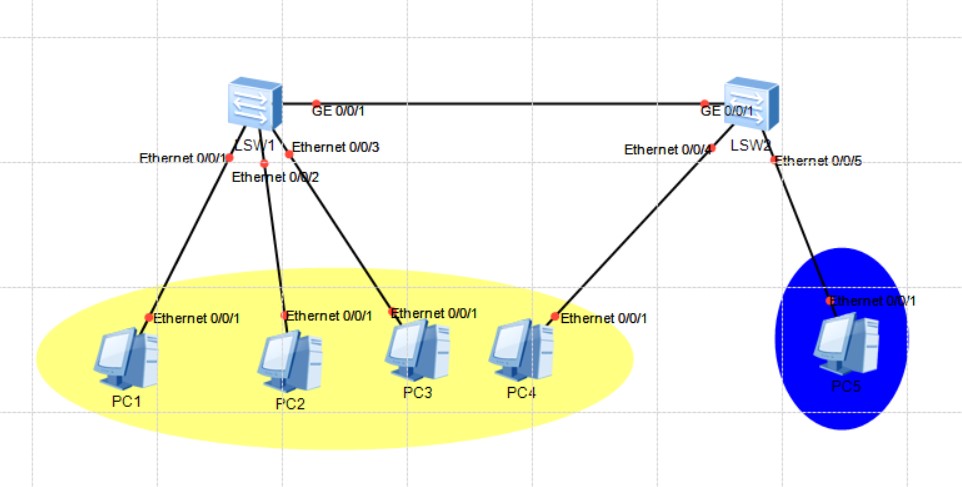 GE 0/0/1
GE 0/0/1
LSW1
LSW2
Ethernet 0/0/1
Ethernet 0/0/3
Ethernet 0/0/4
Ethernet 0/0/5
Ethernet 0/0/2
Ethernet 0/0/1
Ethernet 0/0/1
Ethernet 0/0/1
Ethernet 0/0/1
Ethernet 0/0/1
PC1
PC2
PC3
PC4
PC5